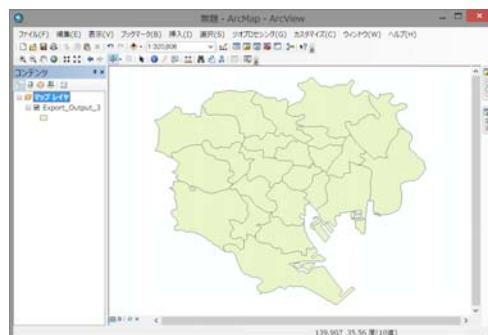 無題 - ArcMap - ArcView
ファイル(F) 編集(E) 表示(V) ブックマーク(B) 挿入(I) 選択(S) ジオプロセシング(G) カスタマイズ(C) ウィンドウ(W) ヘルプ(H)
1:320,806
コンテンツ
マップ レイヤ
Export_Output_3
139.907 35.56 度(10進)